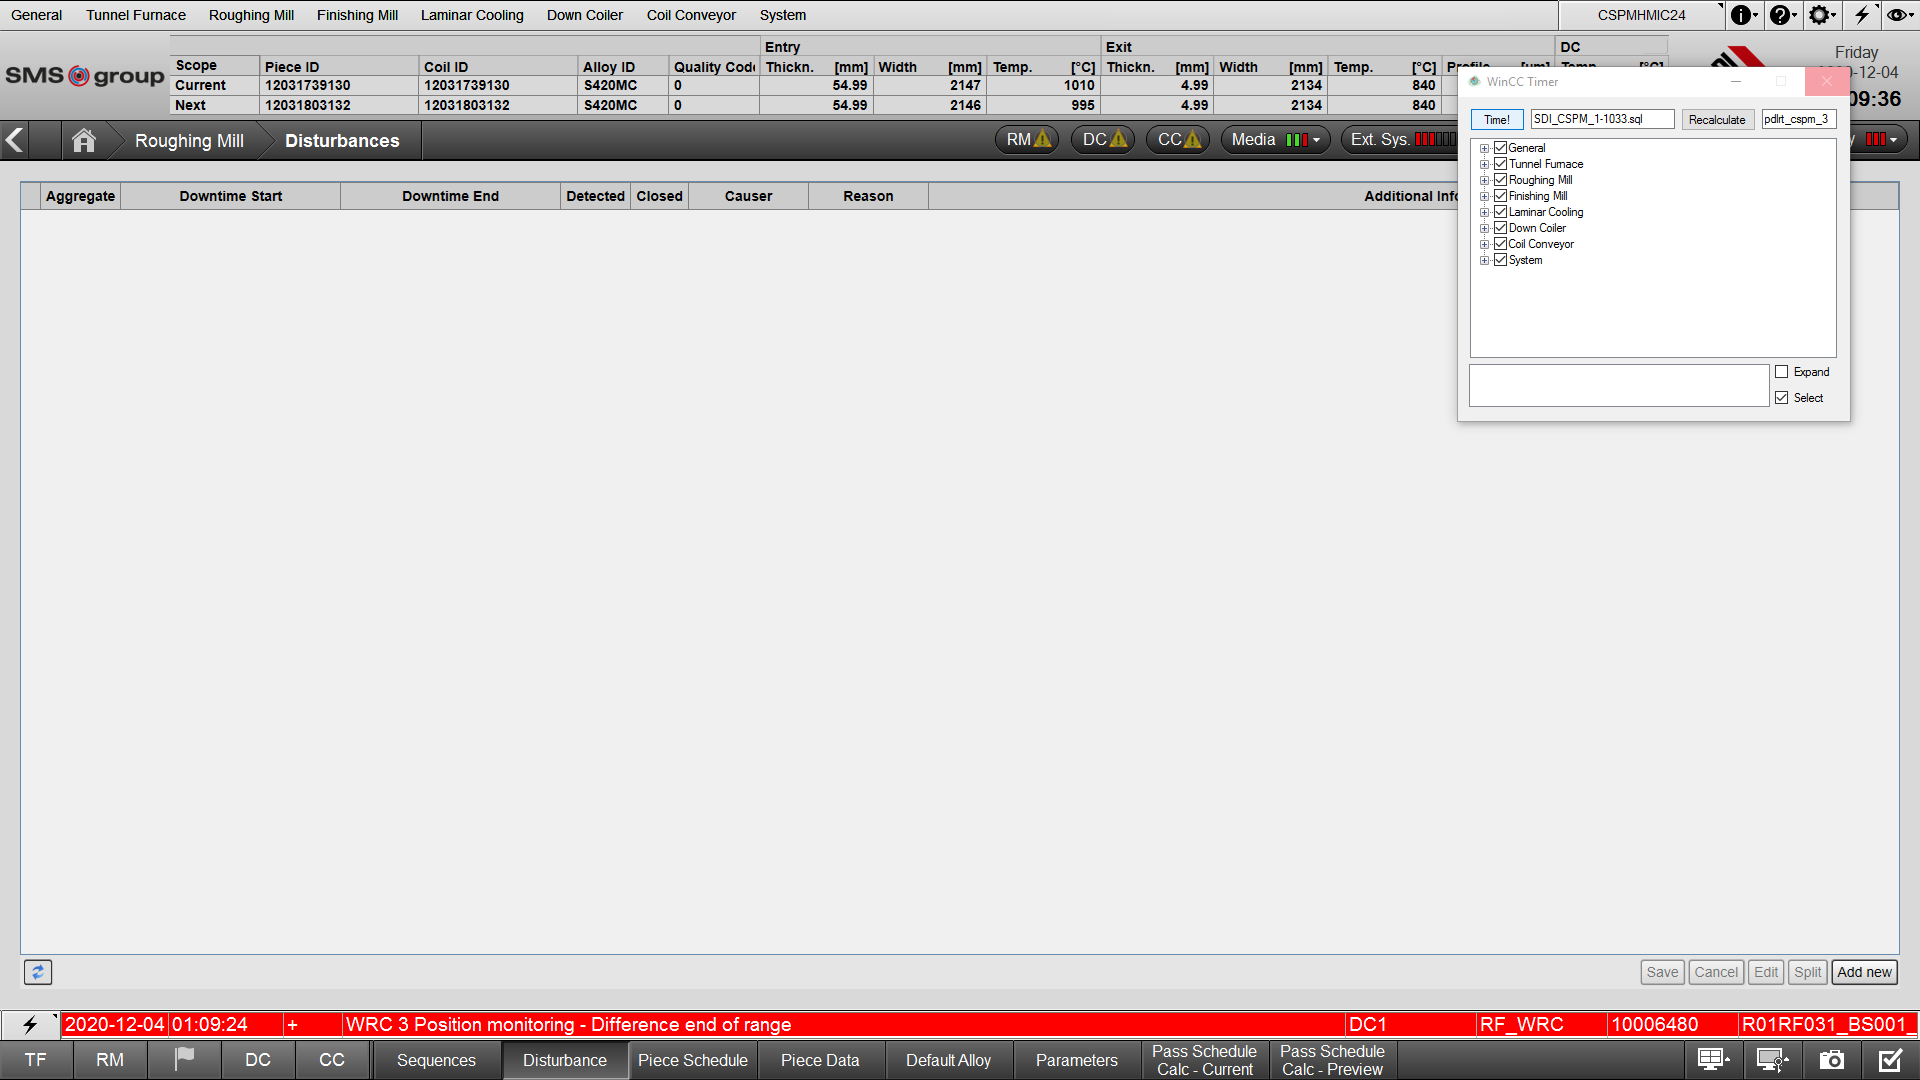 General Tunnel Furnace Roughing Mill Finishing Mill Laminar Cooling Down Coiler Coil Conveyor System CSPMHMIC24
Entry Exit DC
Scope Piece ID Coil ID Alloy ID Quality Code Thickn. [mm] Width [mm] Temp. [°C] Thickn. [mm] Width [mm] Temp. [°C]
Current 12031739130 12031739130 S420MC 0 54.99 2147 1010 4.99 2134 840
Next 12031803132 12031803132 S420MC 0 54.99 2146 995 4.99 2134 840
SMS group
Friday
-12-04
09:36
Roughing Mill Disturbances RM DC CC Media Ext. Sys.
WinCC Timer
Time! SDI_CSPM_1-1033.sql Recalculate pdlrt_cspm_3
General
Tunnel Furnace
Roughing Mill
Finishing Mill
Laminar Cooling
Down Coiler
Coil Conveyor
System
Expand
Select
Aggregate Downtime Start Downtime End Detected Closed Causer Reason Additional Info
Save Cancel Edit Split Add new
2020-12-04 01:09:24 + WRC 3 Position monitoring - Difference end of range DC1 RF_WRC 10006480 R01RF031_BS001_
TF RM DC CC Sequences Disturbance Piece Schedule Piece Data Default Alloy Parameters Pass Schedule Calc - Current Pass Schedule Calc - Preview